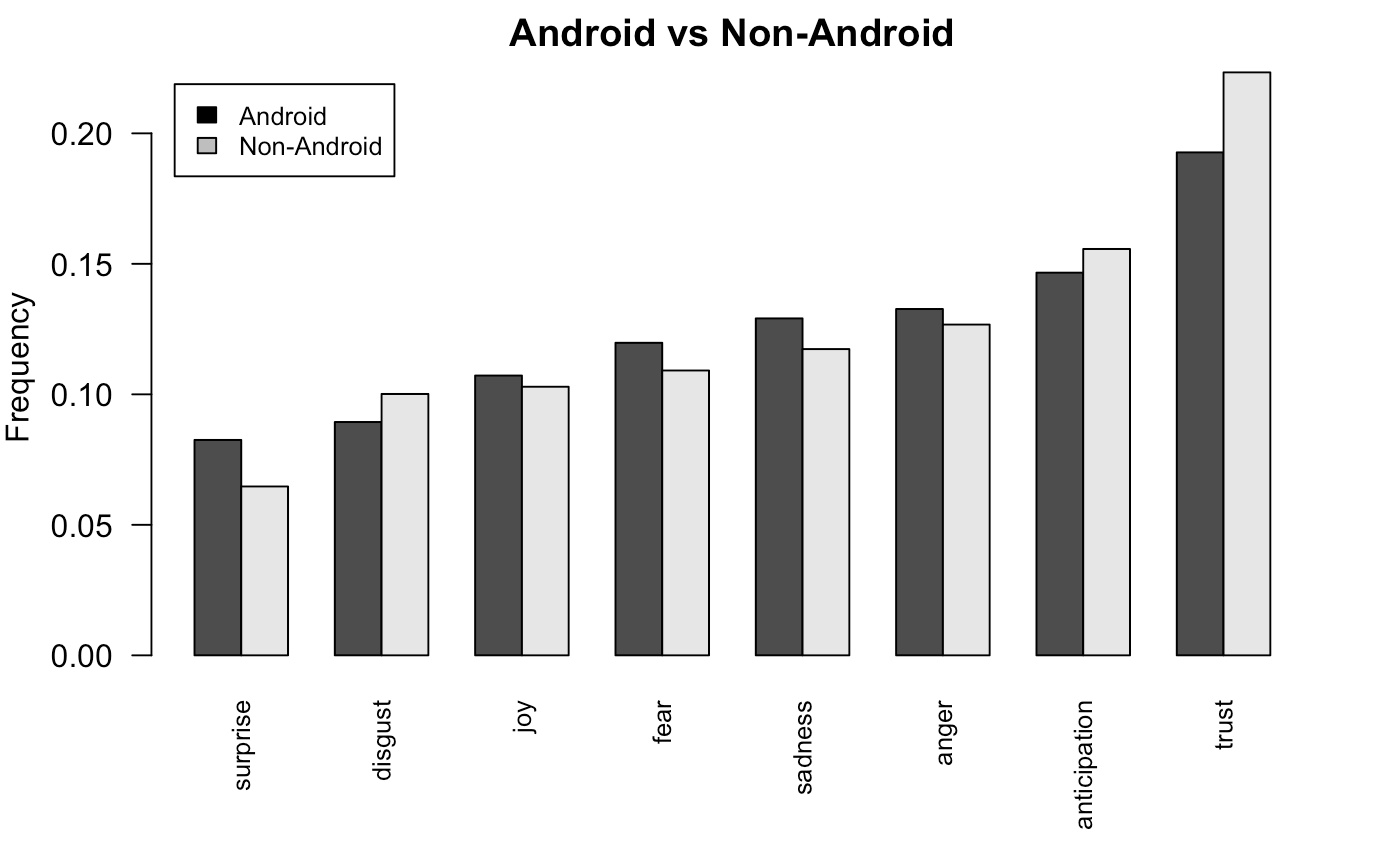 Android vs Non-Android
Android
Non-Android
Frequency
0.20
0.15
0.10
0.05
0.00
surprise
disgust
joy
fear
sadness
anger
anticipation
trust